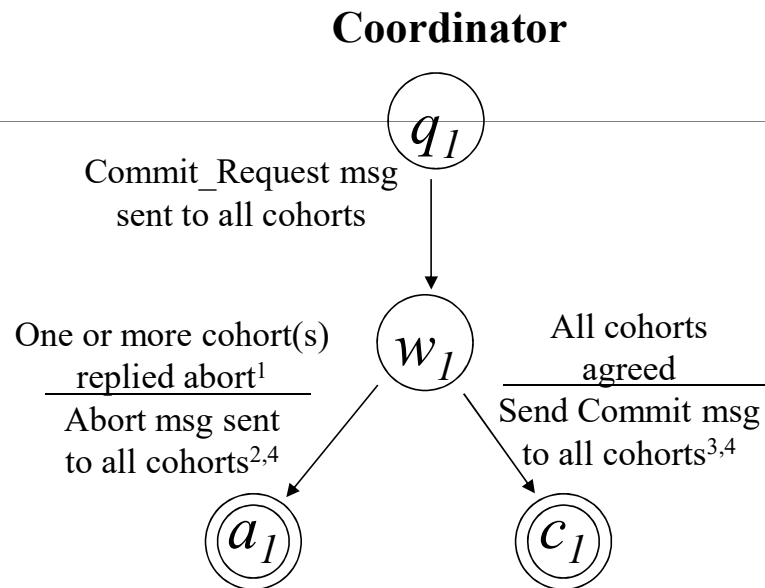 Coordinator
q1
Commit_Request msg
sent to all cohorts
One or more cohort(s)
replied abort¹
Abort msg sent
to all cohorts²,⁴
w1
All cohorts
agreed
Send Commit msg
to all cohorts³,⁴
a1
c1